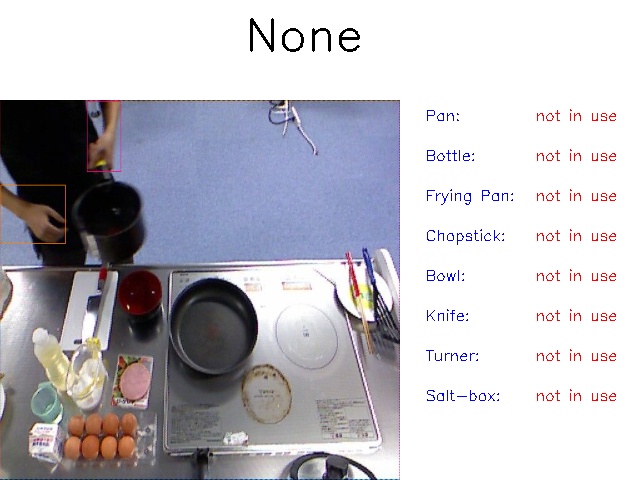 None
Pan: not in use
Bottle: not in use
Frying Pan: not in use
Chopstick: not in use
Bowl: not in use
Knife: not in use
Turner: not in use
Salt-box: not in use